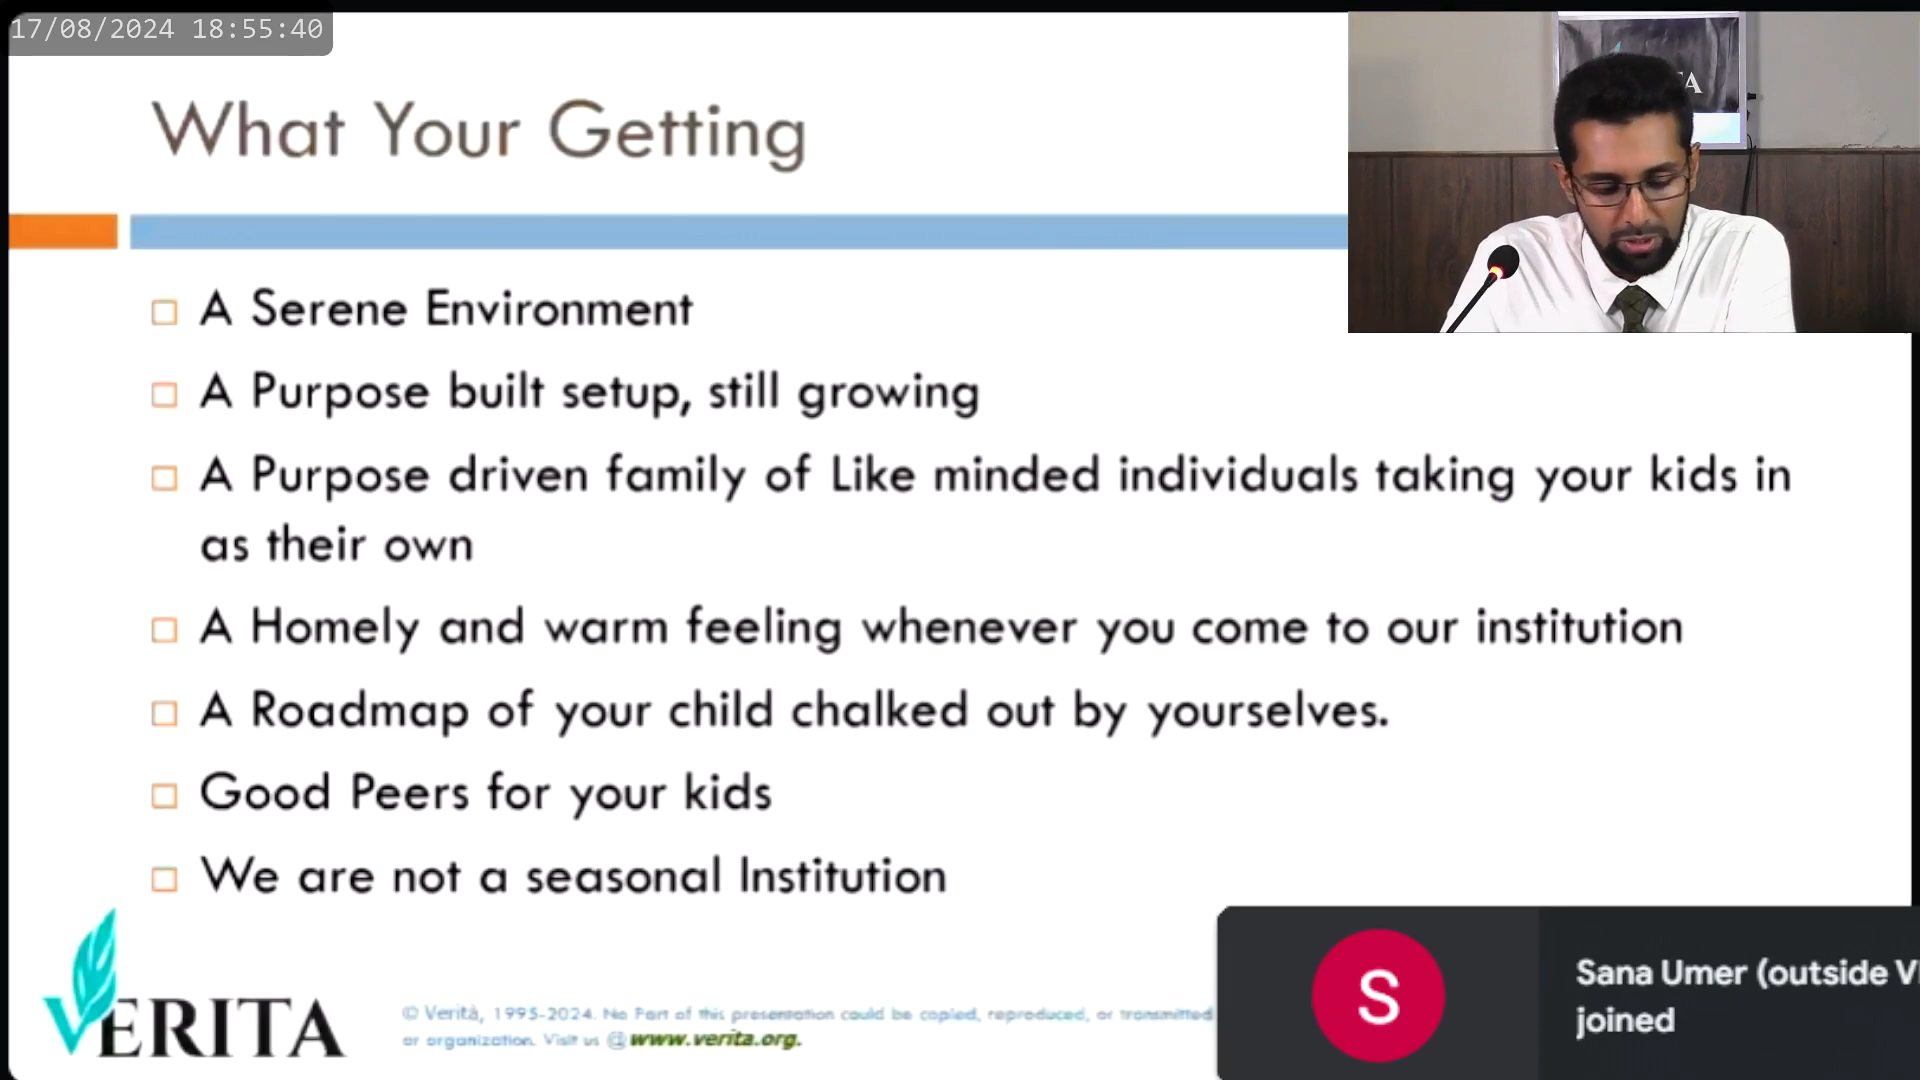 17/08/2024 18:55:40
What Your Getting
A Serene Environment
A Purpose built setup, still growing
A Purpose driven family of Like minded individuals taking your kids in
as their own
A Homely and warm feeling whenever you come to our institution
A Roadmap of your child chalked out by yourselves.
Good Peers for your kids
We are not a seasonal Institution
VERITA
© Verità, 1995-2024. No Part of this presentation could be copied, reproduced, or transmitted
or organization. Visit us @www.verita.org.
S
Sana Umer (outside
joined